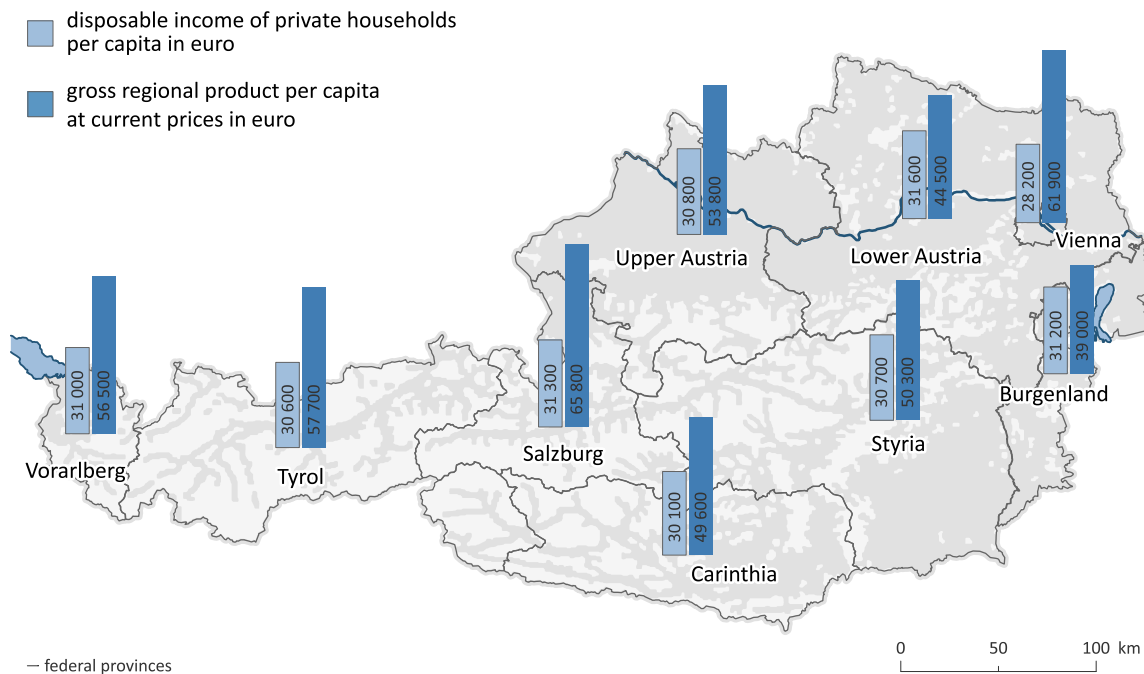 disposable income of private households
per capita in euro
gross regional product per capita
at current prices in euro
30 800
53 800
Upper Austria
31 600
44 500
Lower Austria
28 200
61 900
Vienna
31 000
56 500
Vorarlberg
30 600
57 700
Tyrol
31 300
65 800
Salzburg
30 700
50 300
Styria
31 200
39 000
Burgenland
30 100
49 600
Carinthia
federal provinces
0 50 100 km